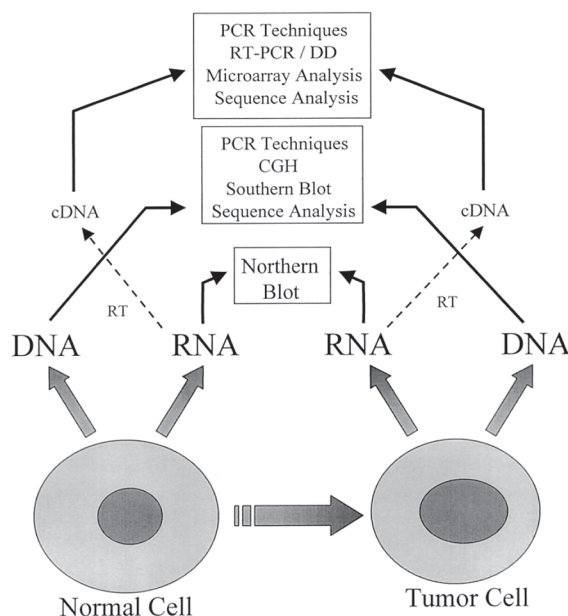 PCR Techniques
RT-PCR / DD
Microarray Analysis
Sequence Analysis
PCR Techniques
CGH
Southern Blot
Sequence Analysis
cDNA
cDNA
Northern
Blot
RT
RT
DNA
RNA
RNA
DNA
Normal Cell
Tumor Cell